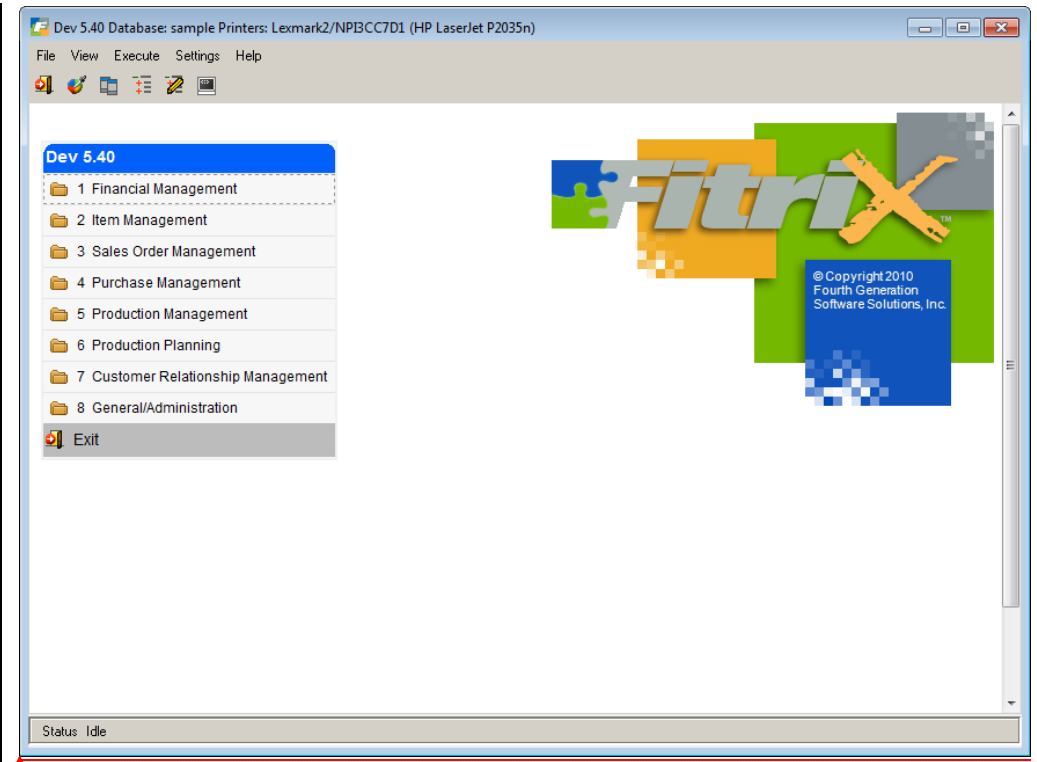 Dev 5.40 Database: sample Printers: Lexmark2/NPI3CC7D1 (HP LaserJet P2035n)
File View Execute Settings Help
Dev 5.40
1 Financial Management
2 Item Management
3 Sales Order Management
4 Purchase Management
5 Production Management
6 Production Planning
7 Customer Relationship Management
8 General/Administration
Exit
FitriX TM
© Copyright 2010
Fourth Generation
Software Solutions, Inc.
Status Idle